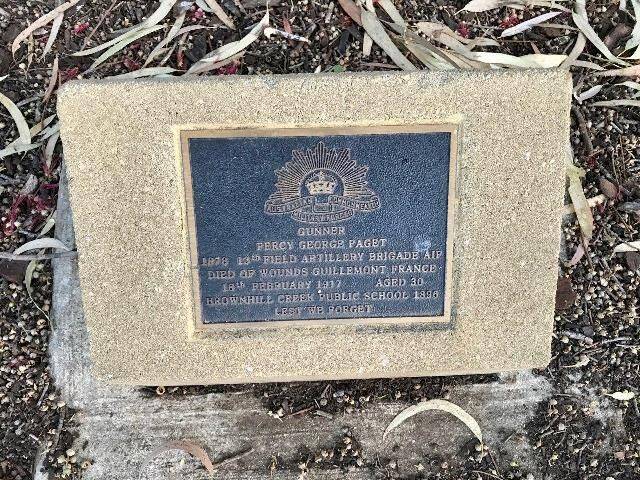 GUNNER
PERCY GEORGE PAGET
1878 13th FIELD ARTILLERY BRIGADE AIF
DIED OF WOUNDS GUILLEMONT FRANCE
18th FEBRUARY 1917 AGED 30
BROWNHILL CREEK PUBLIC SCHOOL 1896
LEST WE FORGET